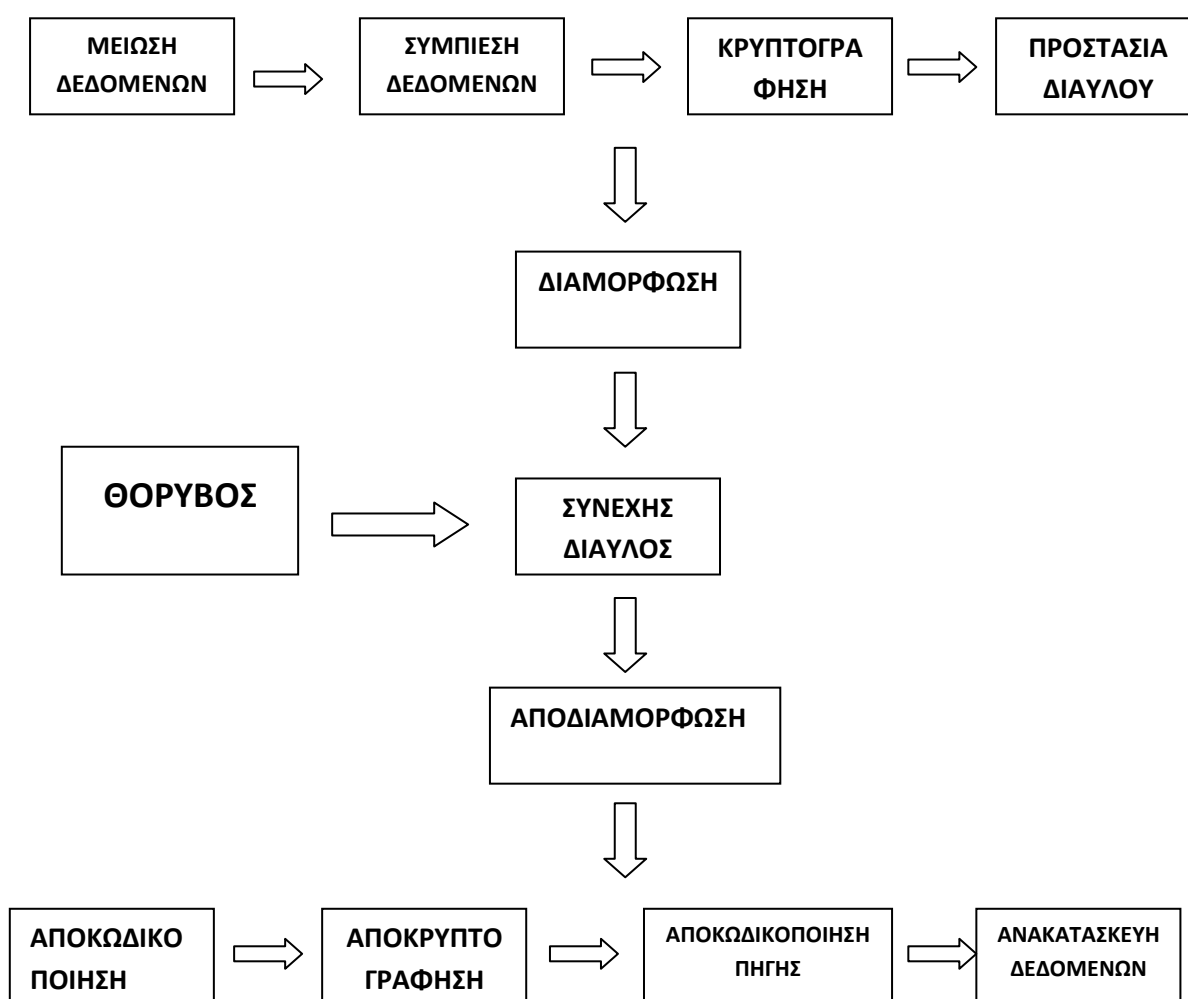 ΜΕΙΩΣΗ
ΔΕΔΟΜΕΝΩΝ
ΣΥΜΠΙΕΣΗ
ΔΕΔΟΜΕΝΩΝ
ΚΡΥΠΤΟΓΡΑ
ΦΗΣΗ
ΠΡΟΣΤΑΣΙΑ
ΔΙΑΥΛΟΥ
ΔΙΑΜΟΡΦΩΣΗ
ΘΟΡΥΒΟΣ
ΣΥΝΕΧΗΣ
ΔΙΑΥΛΟΣ
ΑΠΟΔΙΑΜΟΡΦΩΣΗ
ΑΠΟΚΩΔΙΚΟ
ΠΟΙΗΣΗ
ΑΠΟΚΡΥΠΤΟ
ΓΡΑΦΗΣΗ
ΑΠΟΚΩΔΙΚΟΠΟΙΗΣΗ
ΠΗΓΗΣ
ΑΝΑΚΑΤΑΣΚΕΥΗ
ΔΕΔΟΜΕΝΩΝ